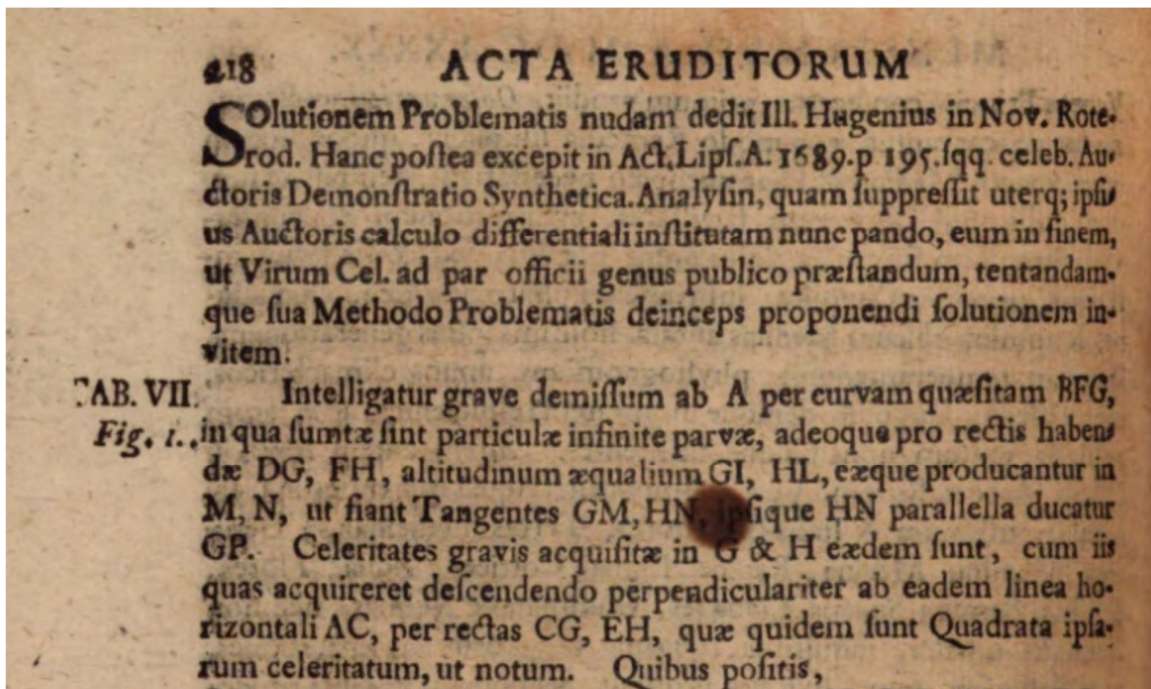 218 ACTA ERUDITORUM
SOlutionem Problematis nudam dedit Ill. Hugenius in Nov. Rote-
rod. Hanc postea excepit in Act. Lips. A. 1689. p 195. sqq. celeb. Au-
ctoris Demonstratio Synthetica. Analysin, quam suppressit uterq; ipsi-
us Auctoris calculo differentiali institutam nunc pando, eum in finem,
ut Virum Cel. ad par officii genus publico præstandum, tentandam-
que sua Methodo Problematis deinceps proponendi solutionem in-
vitem.
TAB. VII. Intelligatur grave demissum ab A per curvam quæsitam BFG,
Fig. 1. in qua sumtæ sint particulæ infinite parvæ, adeoque pro rectis haben-
dæ DG, FH, altitudinum æqualium GI, HL, eæque producantur in
M, N, ut fiant Tangentes GM, HN, ipsique HN parallella ducatur
GP. Celeritates gravis acquisitæ in G & H eædem sunt, cum iis
quas acquireret descendendo perpendiculariter ab eadem linea ho-
rizontali AC, per rectas CG, EH, quæ quidem sunt Quadrata ipsa-
rum celeritatum, ut notum. Quibus positis,